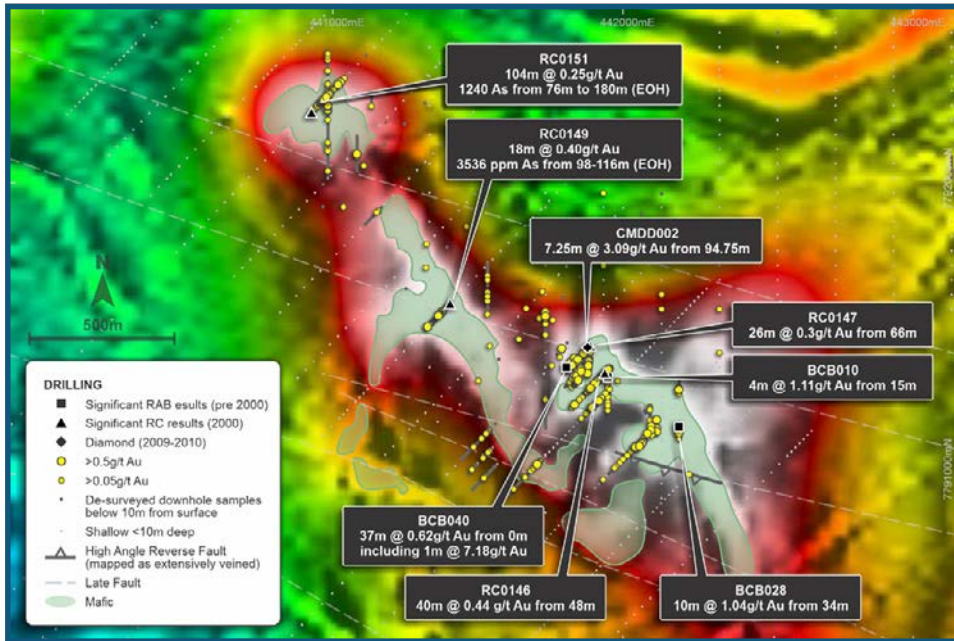 441000mE
442000mE
443000mE
RC0151
104m @ 0.25g/t Au
1240 As from 76m to 180m (EOH)
RC0149
18m @ 0.40g/t Au
3536 ppm As from 98-116m (EOH)
7792000mN
CMDD002
7.25m @ 3.09g/t Au from 94.75m
N
500m
RC0147
26m @ 0.3g/t Au from 66m
BCB010
4m @ 1.11g/t Au from 15m
7791000mN
DRILLING
Significant RAB esults (pre 2000)
Significant RC results (2000)
Diamond (2009-2010)
>0.5g/t Au
>0.05g/t Au
De-surveyed downhole samples
below 10m from surface
Shallow <10m deep
High Angle Reverse Fault
(mapped as extensively veined)
Late Fault
Mafic
BCB040
37m @ 0.62g/t Au from 0m
including 1m @ 7.18g/t Au
RC0146
40m @ 0.44 g/t Au from 48m
BCB028
10m @ 1.04g/t Au from 34m